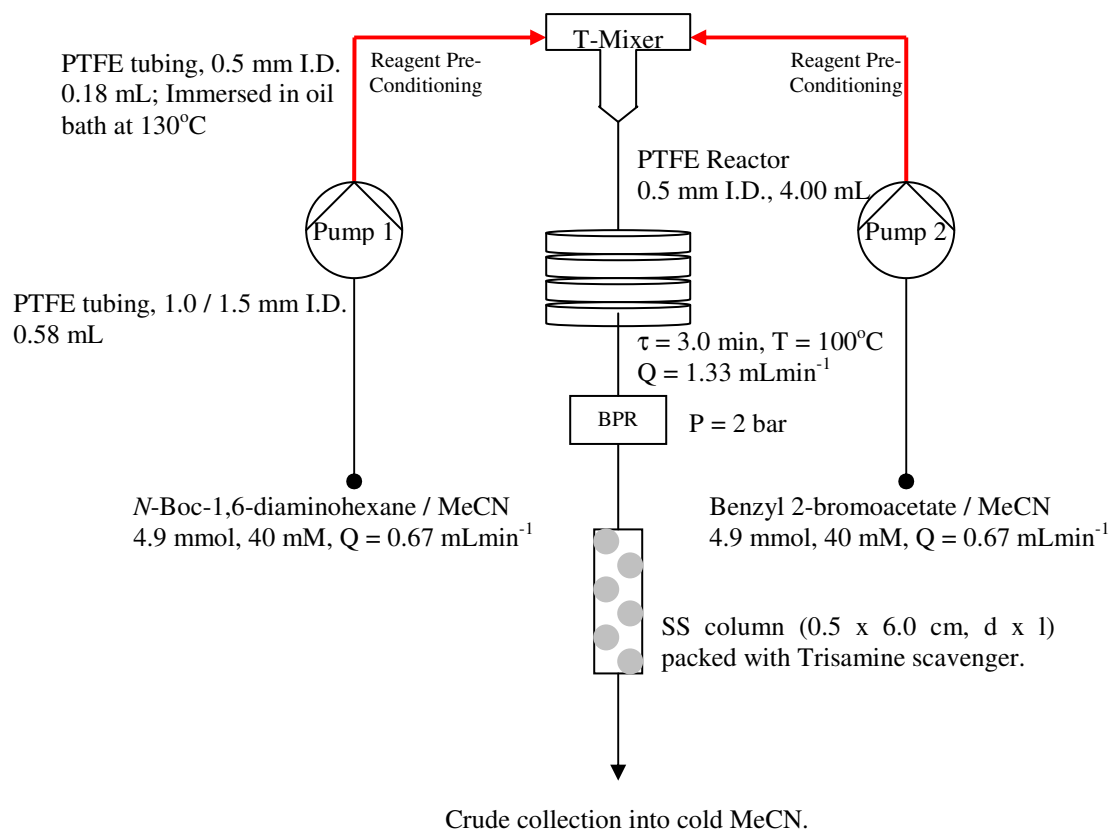 T-Mixer
PTFE tubing, 0.5 mm I.D.
0.18 mL; Immersed in oil
bath at 130°C
Reagent Pre-
Conditioning
Reagent Pre-
Conditioning
PTFE Reactor
0.5 mm I.D., 4.00 mL
Pump 1
Pump 2
PTFE tubing, 1.0 / 1.5 mm I.D.
0.58 mL
τ = 3.0 min, T = 100°C
Q = 1.33 mLmin⁻¹
BPR
P = 2 bar
N-Boc-1,6-diaminohexane / MeCN
4.9 mmol, 40 mM, Q = 0.67 mLmin⁻¹
Benzyl 2-bromoacetate / MeCN
4.9 mmol, 40 mM, Q = 0.67 mLmin⁻¹
SS column (0.5 x 6.0 cm, d x l)
packed with Trisamine scavenger.
Crude collection into cold MeCN.